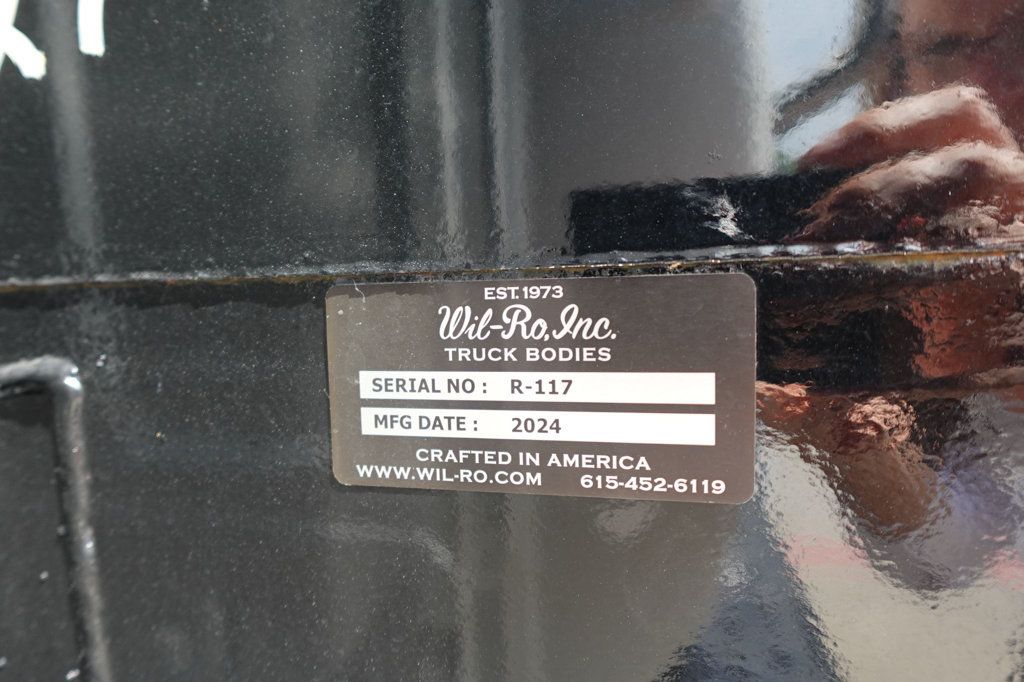 EST. 1973
Wil-Ro, Inc.
TRUCK BODIES
SERIAL NO : R-117
MFG DATE : 2024
CRAFTED IN AMERICA
WWW.WIL-RO.COM 615-452-6119